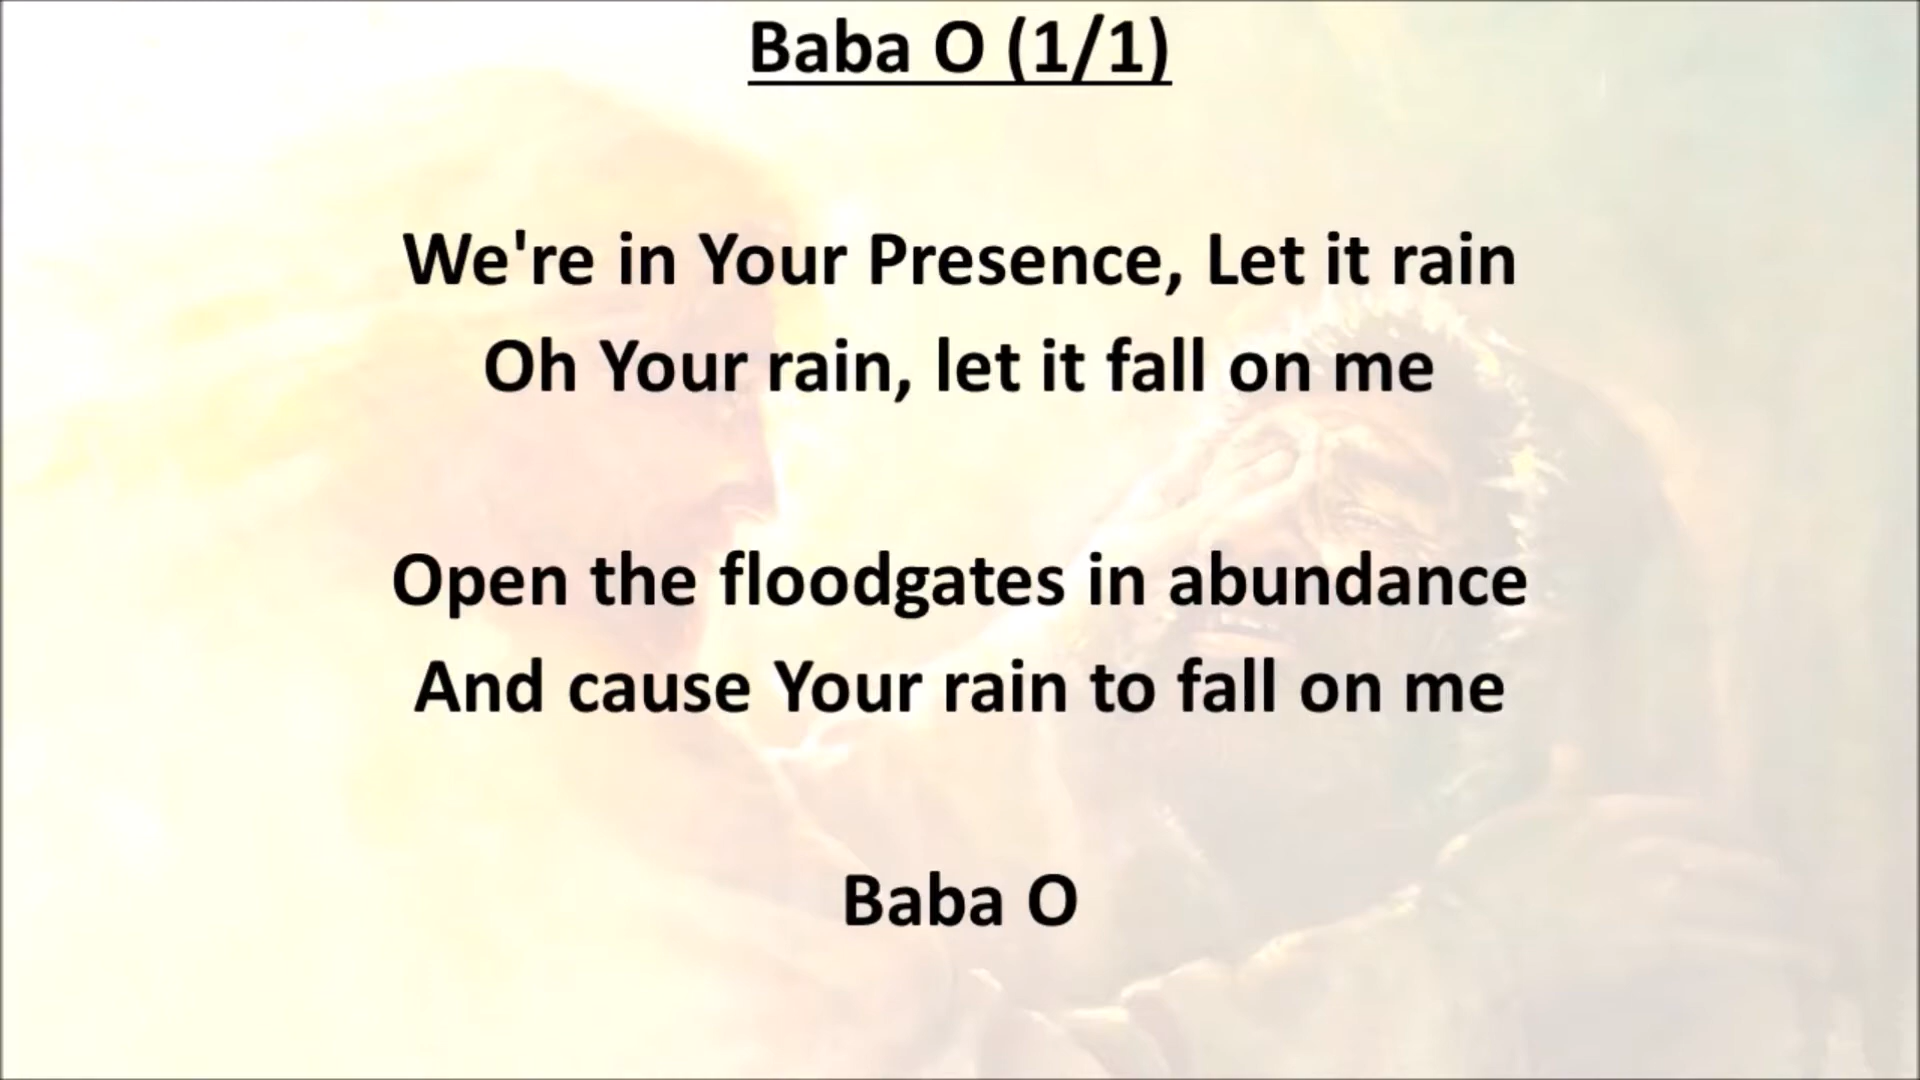 Baba O (1/1)
We're in Your Presence, Let it rain
Oh Your rain, let it fall on me
Open the floodgates in abundance
And cause Your rain to fall on me
Baba O